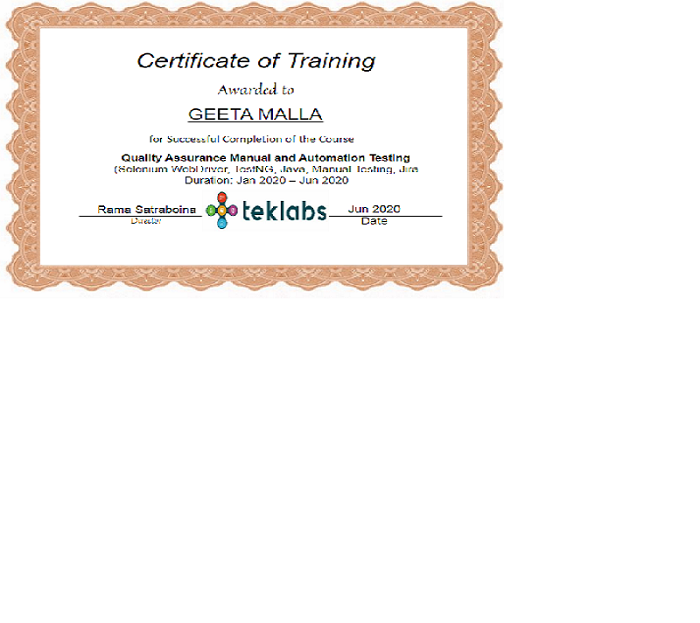 Certificate of Training
Awarded to
GEETA MALLA
for Successful Completion of the Course
Quality Assurance Manual and Automation Testing
(Selenium WebDriver, TestNG, Java, Manual Testing, Jira
Duration: Jan 2020 – Jun 2020
Rama Satraboina teklabs Jun 2020
Director Date